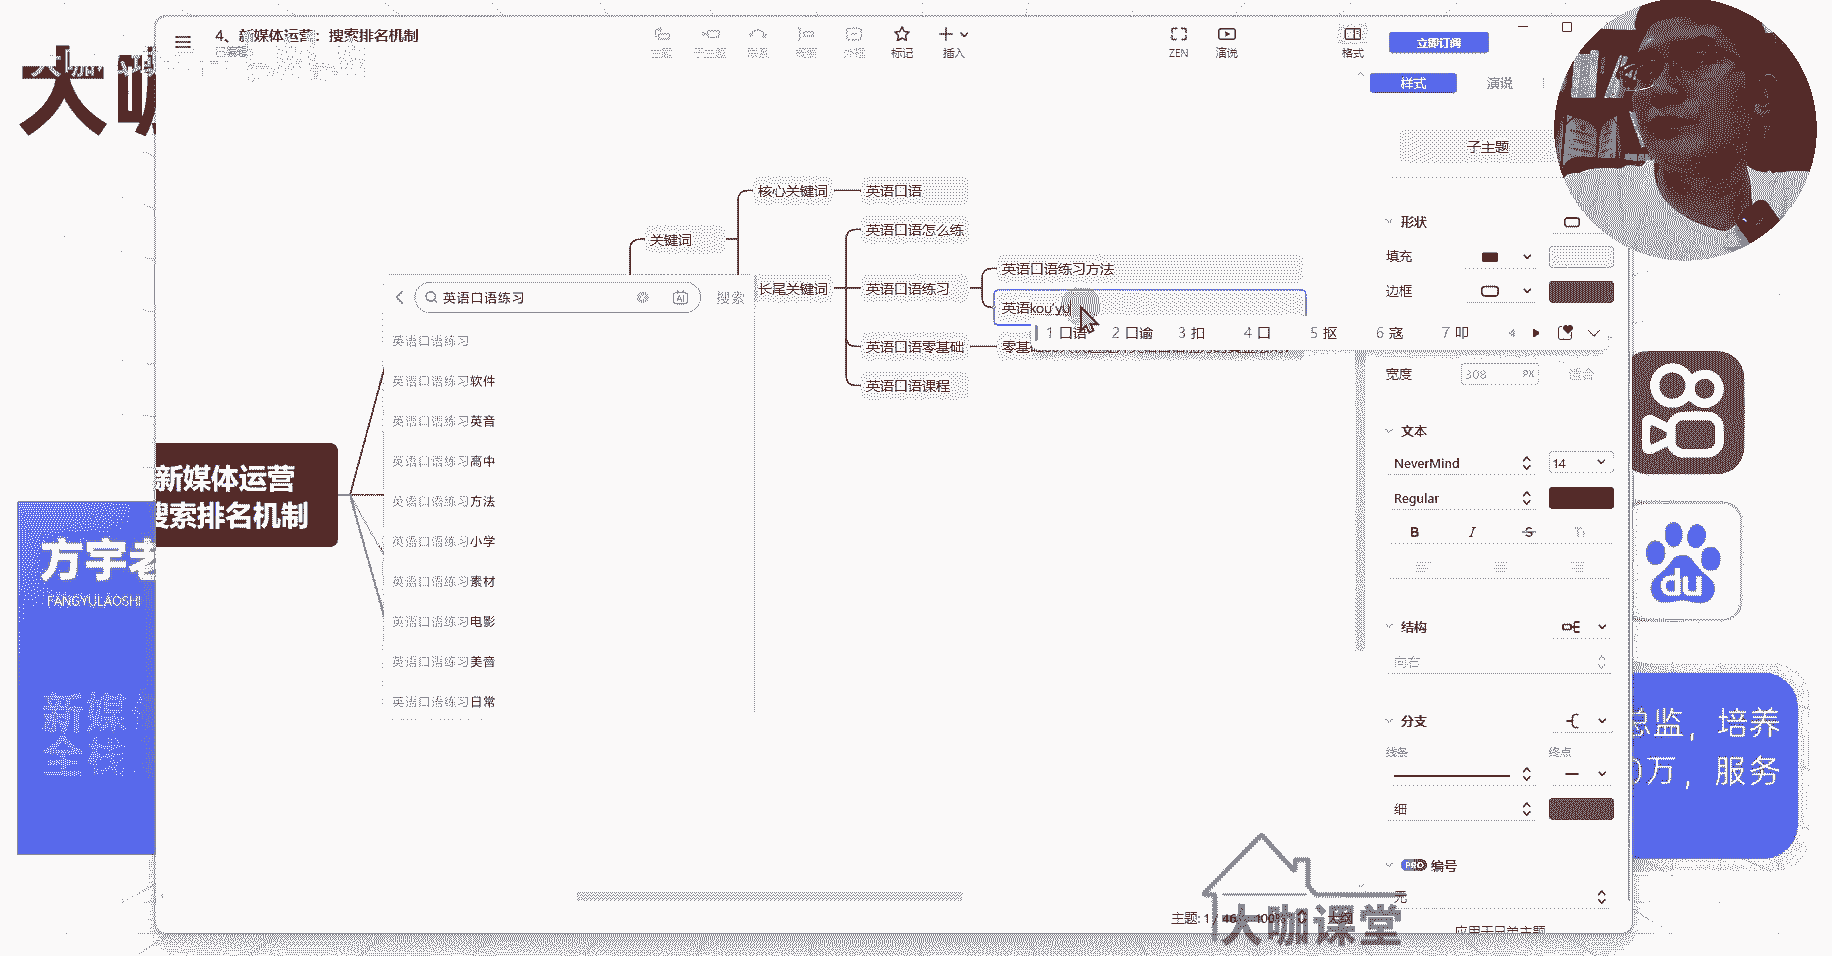 大咖
4、新媒体运营：搜索排名机制
已编辑
主题
子主题
联系
概要
外框
标记
插入
ZEN
演说
格式
立即订阅
样式
演说
子主题
核心关键词
英语口语
关键词
英语口语怎么练
英语口语练习方法
长尾关键词
英语口语练习
英语kou'yu
1 口语 2 口谕 3 扣 4 口 5 抠 6 寇 7 叩
英语口语零基础
零基
英语口语课程
英语口语练习
AI
搜索
英语口语练习
英语口语练习软件
英语口语练习英音
英语口语练习高中
英语口语练习方法
英语口语练习小学
英语口语练习素材
英语口语练习电影
英语口语练习美音
英语口语练习日常
新媒体运营
搜索排名机制
方宇老
FANGYULAOSHI
新媒体
全栈
形状
填充
边框
宽度
308
PX
适合
文本
NeverMind
14
Regular
B
I
S
结构
向右
分支
线条
终点
细
PRO 编号
无
应用于兄弟主题
du
总监，培养
0万，服务
主题: 1 / 46
100%
大纲
大咖课堂